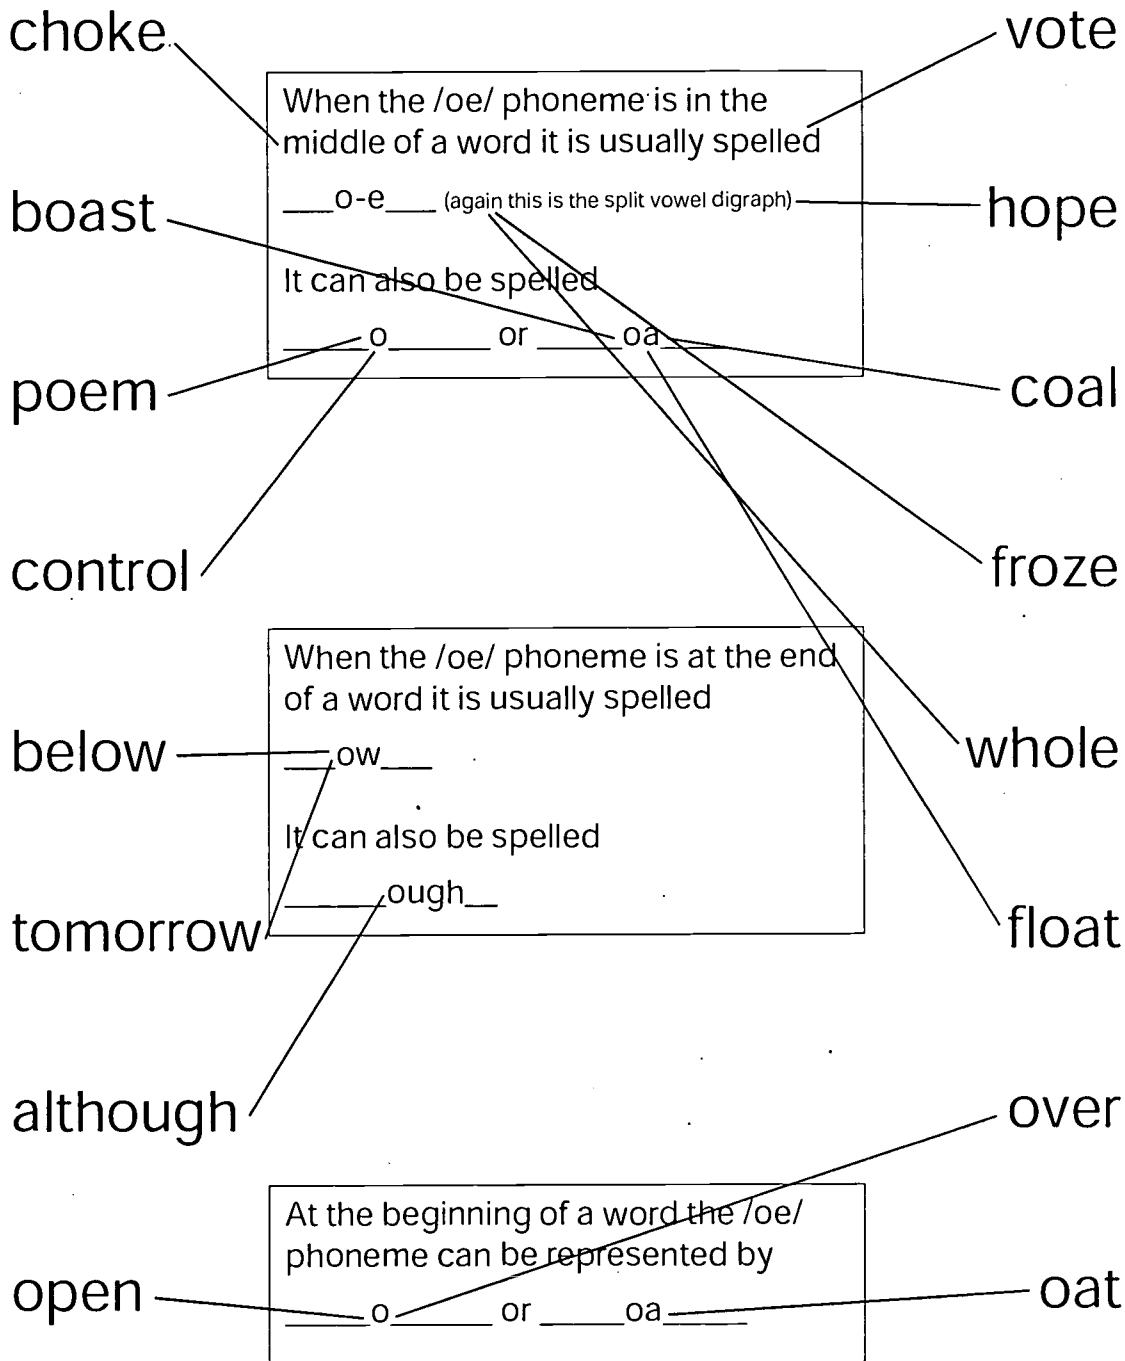 choke
vote
When the /oe/ phoneme is in the
middle of a word it is usually spelled
___o-e___ (again this is the split vowel digraph)
boast
hope
It can also be spelled
_____o______ or _____oa____
poem
coal
control
froze
When the /oe/ phoneme is at the end
of a word it is usually spelled
below
___ow___
whole
It can also be spelled
______ough__
tomorrow
float
although
over
At the beginning of a word the /oe/
phoneme can be represented by
open
_____o______ or _____oa_____
oat